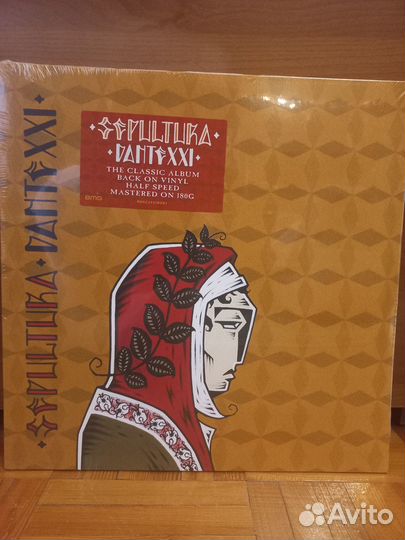 SEPULTURA
DANTE XXI
THE CLASSIC ALBUM
BACK ON VINYL
HALF SPEED
MASTERED ON 180G
BMG
SEPULTURA · DANTE XXI
Avito